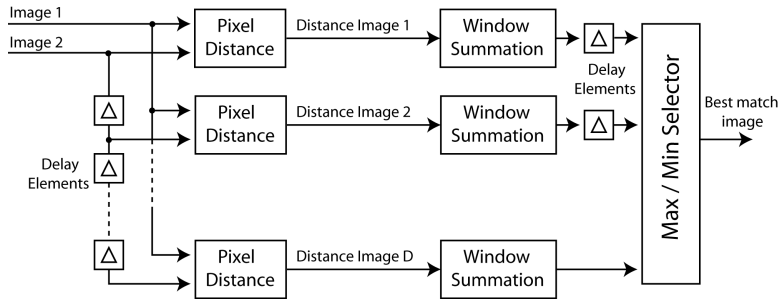 Image 1
Image 2
Pixel
Distance
Distance Image 1
Window
Summation
Δ
Delay
Elements
Δ
Pixel
Distance
Distance Image 2
Window
Summation
Δ
Delay
Elements
Δ
Max / Min Selector
Best match
image
Δ
Pixel
Distance
Distance Image D
Window
Summation